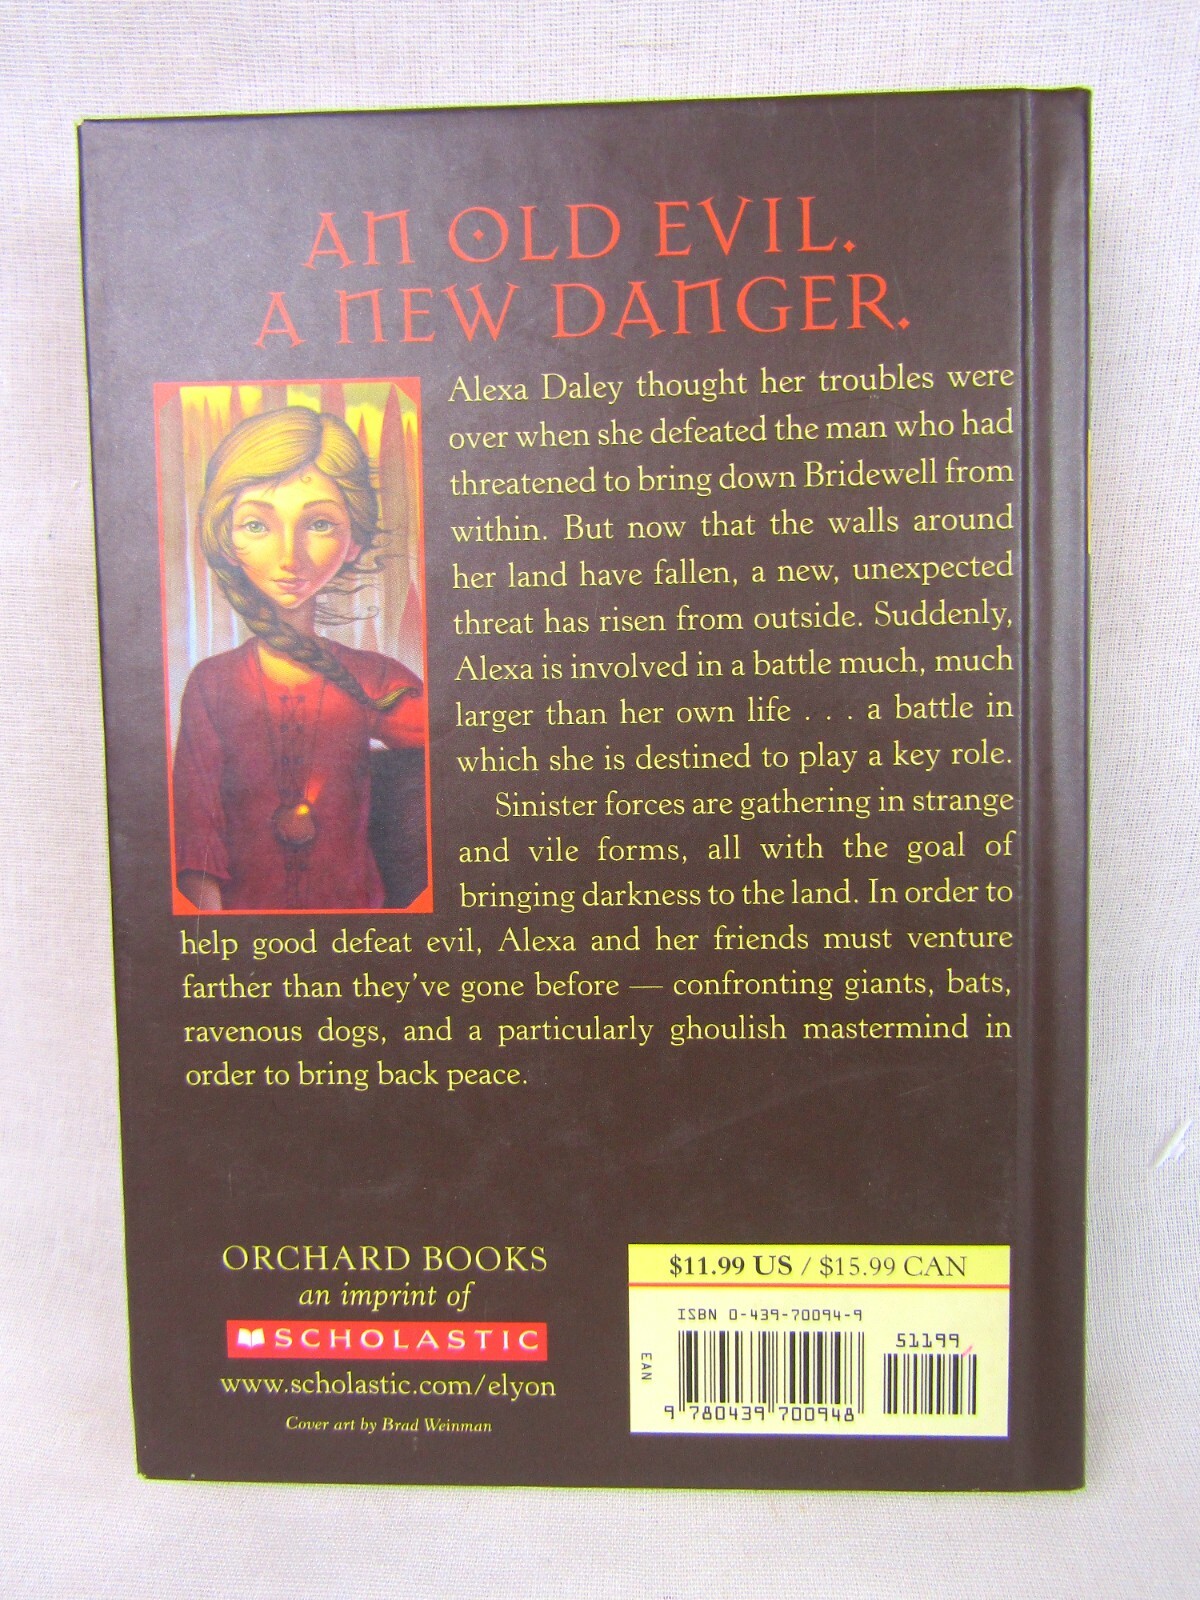 AN OLD EVIL.
A NEW DANGER.
Alexa Daley thought her troubles were
over when she defeated the man who had
threatened to bring down Bridewell from
within. But now that the walls around
her land have fallen, a new, unexpected
threat has risen from outside. Suddenly,
Alexa is involved in a battle much, much
larger than her own life . . . a battle in
which she is destined to play a key role.
Sinister forces are gathering in strange
and vile forms, all with the goal of
bringing darkness to the land. In order to
help good defeat evil, Alexa and her friends must venture
farther than they've gone before — confronting giants, bats,
ravenous dogs, and a particularly ghoulish mastermind in
order to bring back peace.
ORCHARD BOOKS
an imprint of
SCHOLASTIC
www.scholastic.com/elyon
Cover art by Brad Weinman
$11.99 US / $15.99 CAN
ISBN 0-439-70094-9
51199
EAN
9 780439 700948